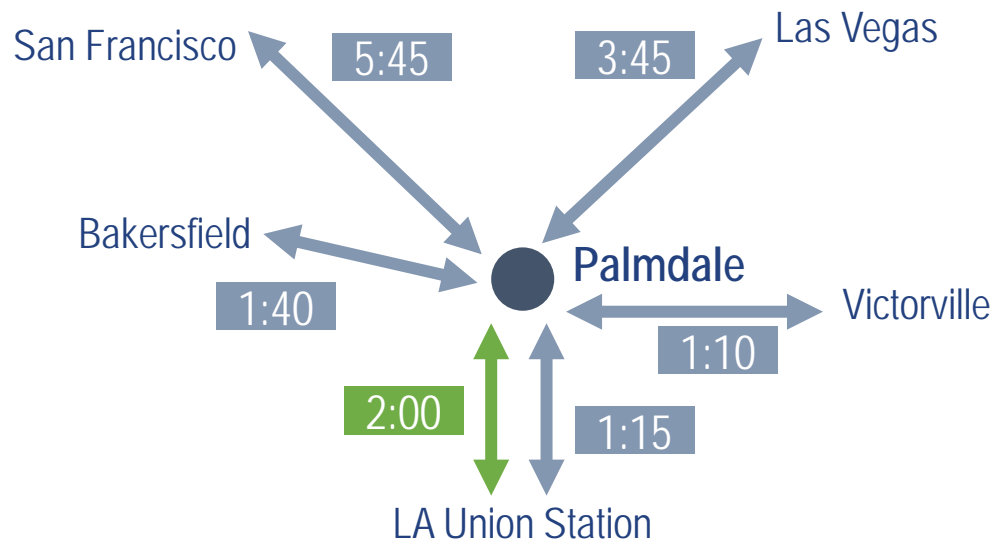 San Francisco
5:45
3:45
Las Vegas
Bakersfield
1:40
Palmdale
Victorville
1:10
2:00
1:15
LA Union Station